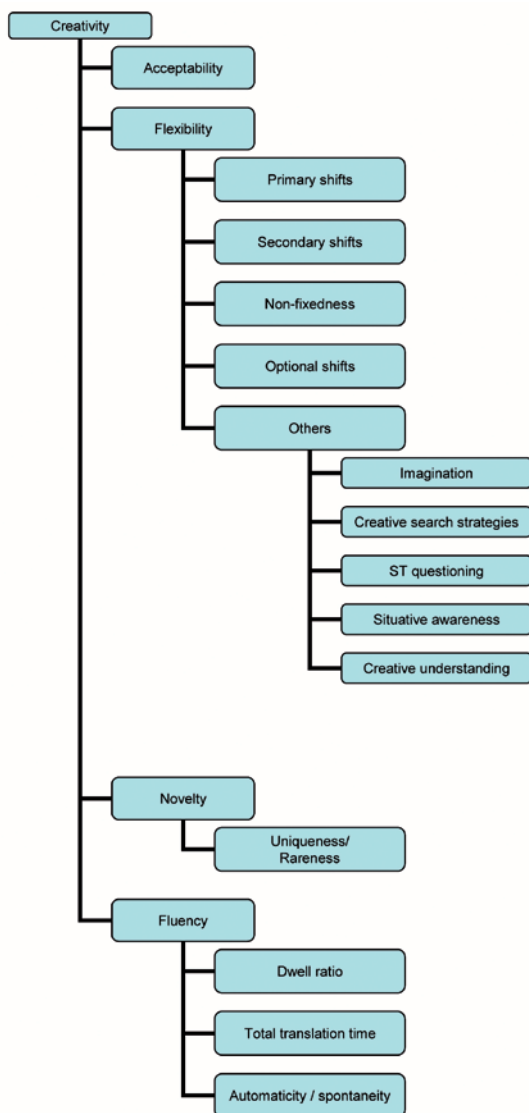 Creativity
Acceptability
Flexibility
Primary shifts
Secondary shifts
Non-fixedness
Optional shifts
Others
Imagination
Creative search strategies
ST questioning
Situative awareness
Creative understanding
Novelty
Uniqueness/
Rareness
Fluency
Dwell ratio
Total translation time
Automaticity / spontaneity